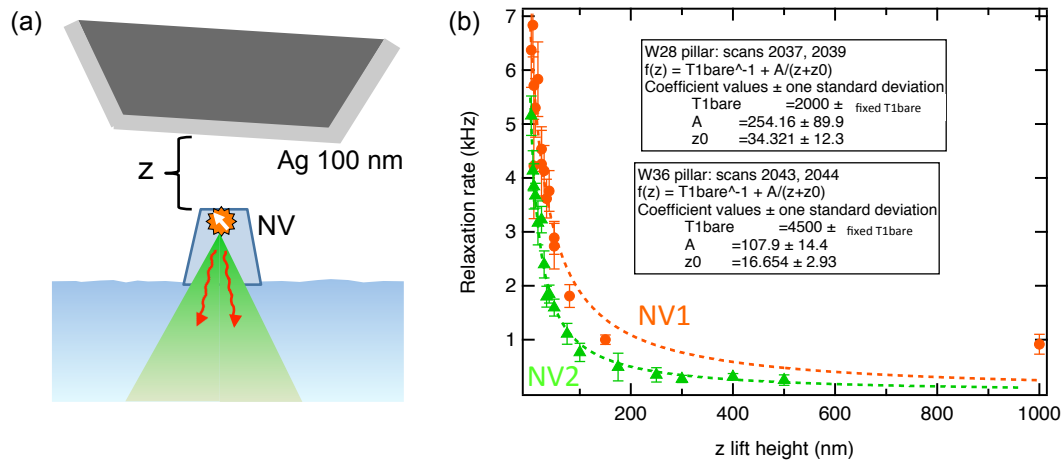 (a)
z
Ag 100 nm
NV
(b)
Relaxation rate (kHz)
7
6
5
4
3
2
1
W28 pillar: scans 2037, 2039
f(z) = T1bare^-1 + A/(z+z0)
Coefficient values ± one standard deviation
T1bare =2000 ± fixed T1bare
A =254.16 ± 89.9
z0 =34.321 ± 12.3
W36 pillar: scans 2043, 2044
f(z) = T1bare^-1 + A/(z+z0)
Coefficient values ± one standard deviation
T1bare =4500 ± fixed T1bare
A =107.9 ± 14.4
z0 =16.654 ± 2.93
NV1
NV2
200 400 600 800 1000
z lift height (nm)